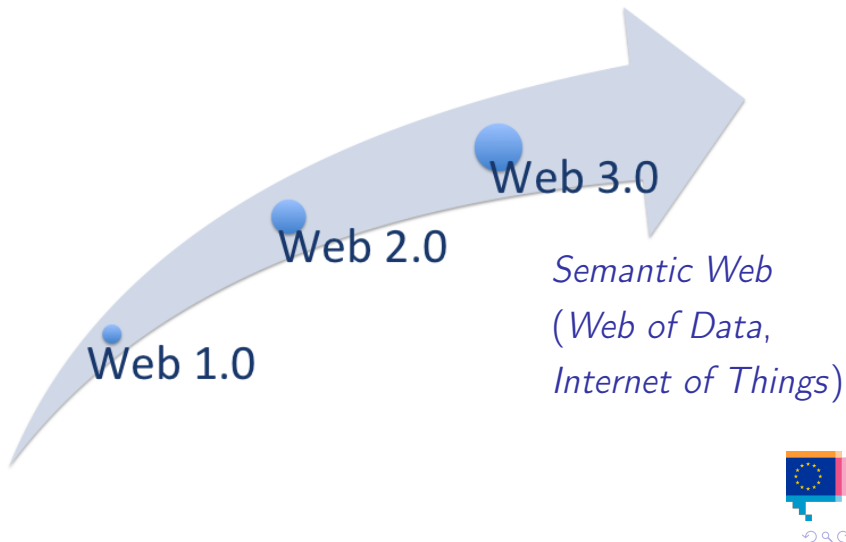 Web 1.0
Web 2.0
Web 3.0
Semantic Web
(Web of Data,
Internet of Things)